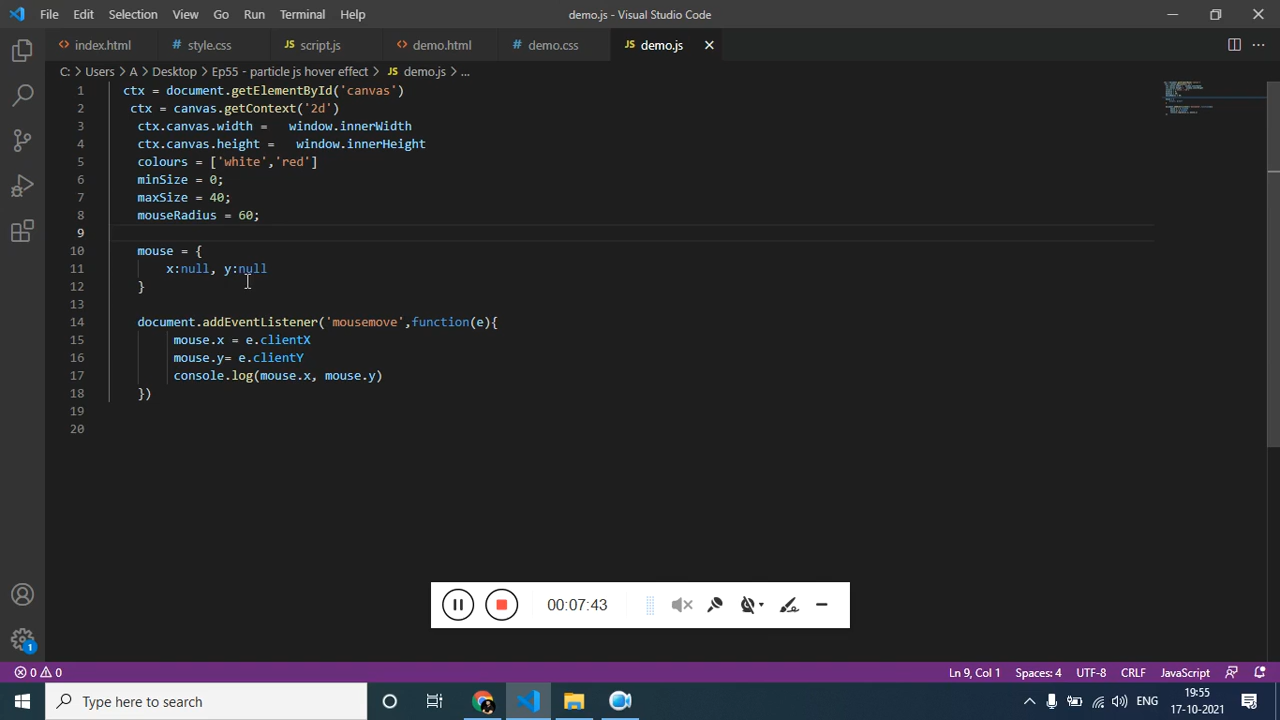 File Edit Selection View Go Run Terminal Help
demo.js - Visual Studio Code
index.html
style.css
script.js
demo.html
demo.css
demo.js
C: > Users > A > Desktop > Ep55 - particle js hover effect > demo.js > ...
1 ctx = document.getElementById('canvas')
2 ctx = canvas.getContext('2d')
3 ctx.canvas.width =   window.innerWidth
4 ctx.canvas.height =   window.innerHeight
5 colours = ['white','red']
6 minSize = 0;
7 maxSize = 40;
8 mouseRadius = 60;
9
10 mouse = {
11 x:null, y:null
12 }
13
14 document.addEventListener('mousemove',function(e){
15 mouse.x = e.clientX
16 mouse.y= e.clientY
17 console.log(mouse.x, mouse.y)
18 })
19
20
00:07:43
1
0 0
Ln 9, Col 1 Spaces: 4 UTF-8 CRLF JavaScript
Type here to search
ENG
19:55
17-10-2021